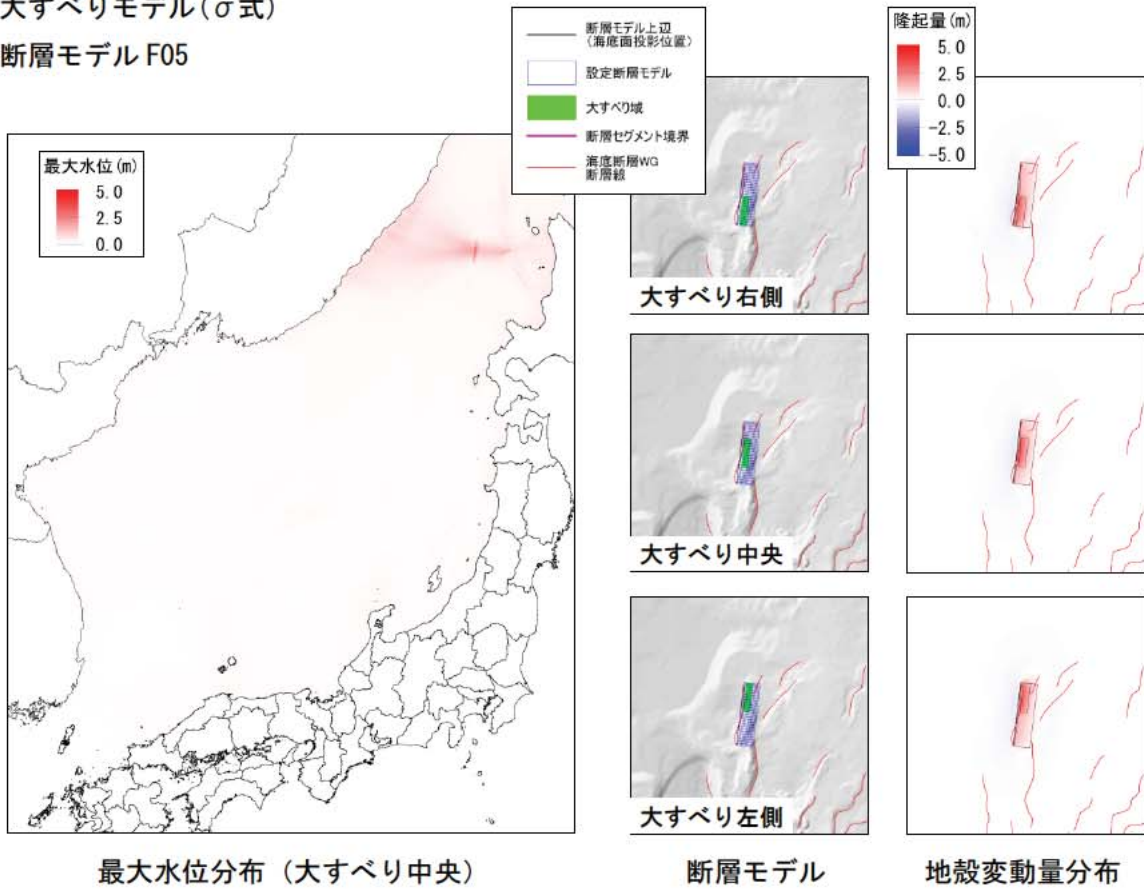 大すべりモデル(σ式)
断層モデル F05
最大水位(m)
5.0
2.5
0.0
断層モデル上辺
(海底面投影位置)
設定断層モデル
大すべり域
断層セグメント境界
海底断層WG
断層線
隆起量(m)
5.0
2.5
0.0
-2.5
-5.0
大すべり右側
大すべり中央
大すべり左側
最大水位分布(大すべり中央)
断層モデル
地殻変動量分布